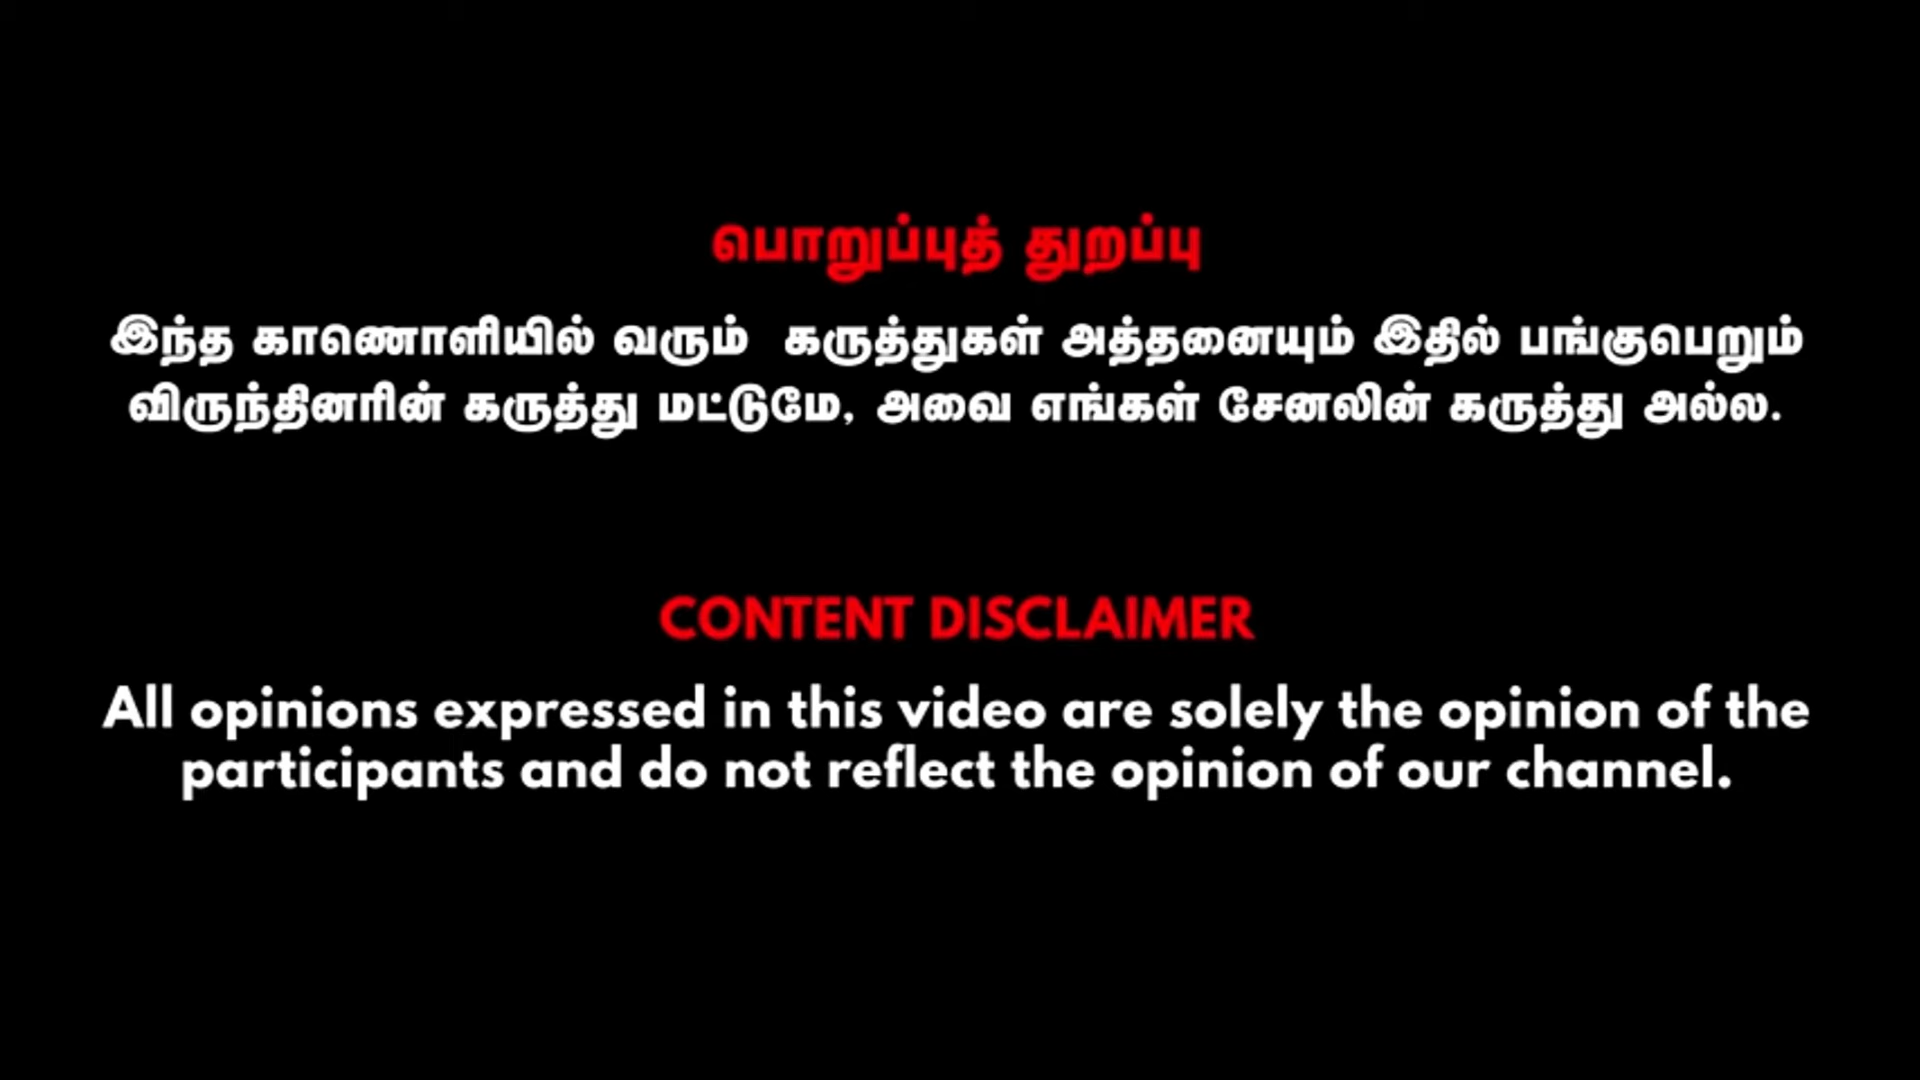 பொறுப்புத் துறப்பு
இந்த காணொளியில் வரும் கருத்துகள் அத்தனையும் இதில் பங்குபெறும்
விருந்தினரின் கருத்து மட்டுமே, அவை எங்கள் சேனலின் கருத்து அல்ல.
CONTENT DISCLAIMER
All opinions expressed in this video are solely the opinion of the
participants and do not reflect the opinion of our channel.